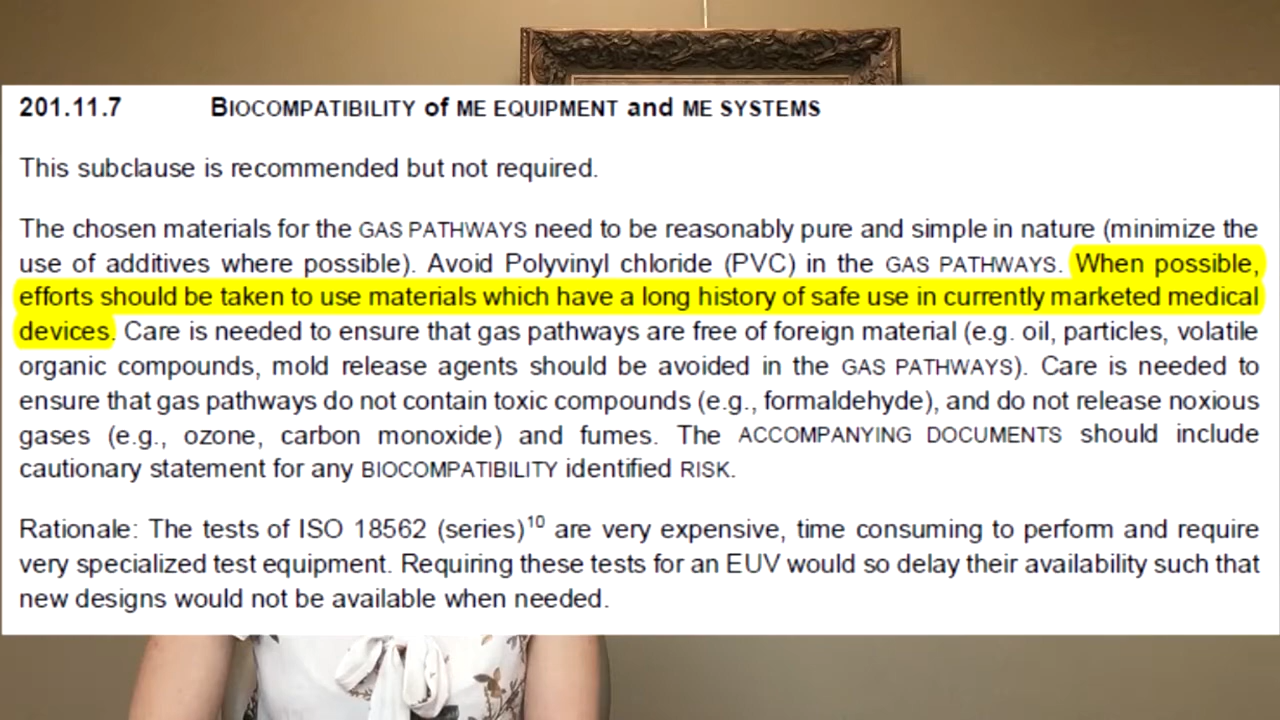 201.11.7 BIOCOMPATIBILITY of ME EQUIPMENT and ME SYSTEMS
This subclause is recommended but not required.
The chosen materials for the GAS PATHWAYS need to be reasonably pure and simple in nature (minimize the
use of additives where possible). Avoid Polyvinyl chloride (PVC) in the GAS PATHWAYS. When possible,
efforts should be taken to use materials which have a long history of safe use in currently marketed medical
devices. Care is needed to ensure that gas pathways are free of foreign material (e.g. oil, particles, volatile
organic compounds, mold release agents should be avoided in the GAS PATHWAYS). Care is needed to
ensure that gas pathways do not contain toxic compounds (e.g., formaldehyde), and do not release noxious
gases (e.g., ozone, carbon monoxide) and fumes. The ACCOMPANYING DOCUMENTS should include
cautionary statement for any BIOCOMPATIBILITY identified RISK.
Rationale: The tests of ISO 18562 (series)10 are very expensive, time consuming to perform and require
very specialized test equipment. Requiring these tests for an EUV would so delay their availability such that
new designs would not be available when needed.